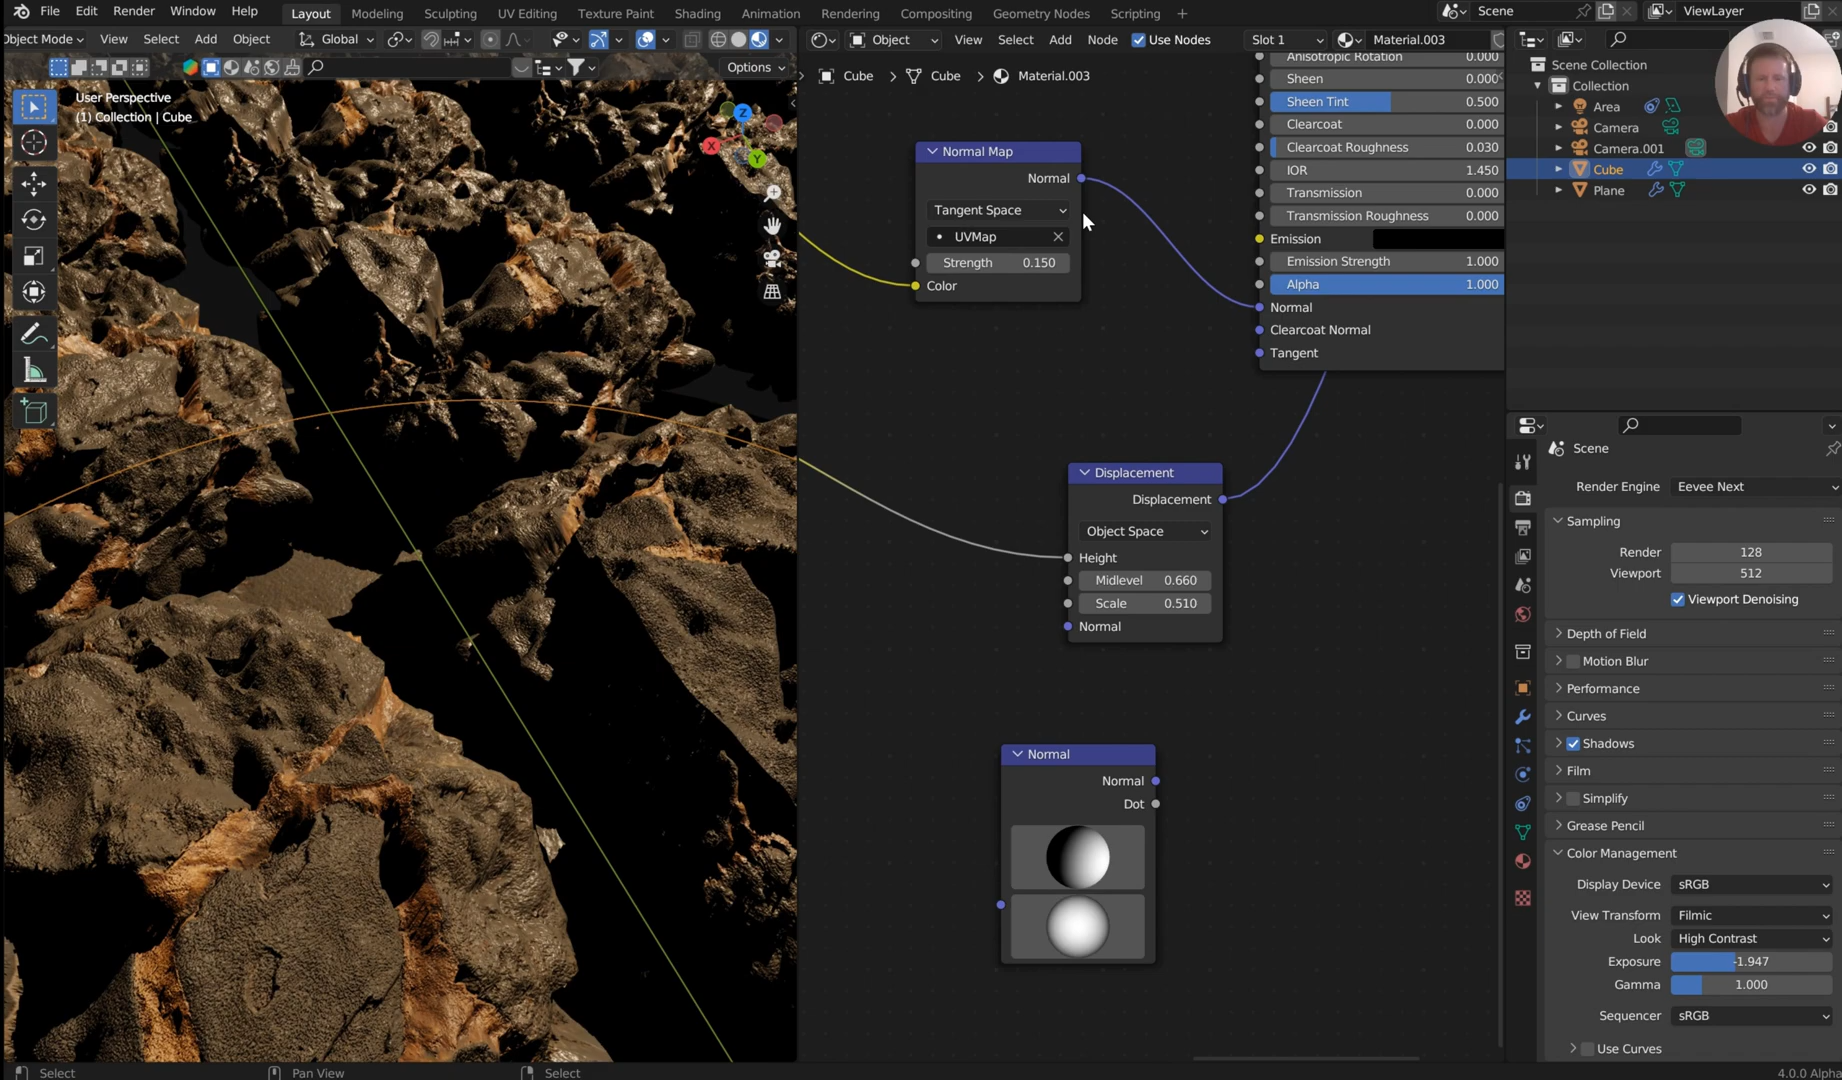 File Edit Render Window Help Layout Modeling Sculpting UV Editing Texture Paint Shading Animation Rendering Compositing Geometry Nodes Scripting + Scene ViewLayer
Object Mode View Select Add Object Global Object View Select Add Node Use Nodes Slot 1 Material.003
Options
Cube > Cube > Material.003
User Perspective
(1) Collection | Cube
Z
X
Y
Normal Map
Normal
Tangent Space
UVMap
Strength 0.150
Color
Anisotropic Rotation 0.000
Sheen 0.000
Sheen Tint 0.500
Clearcoat 0.000
Clearcoat Roughness 0.030
IOR 1.450
Transmission 0.000
Transmission Roughness 0.000
Emission
Emission Strength 1.000
Alpha 1.000
Normal
Clearcoat Normal
Tangent
Displacement
Displacement
Object Space
Height
Midlevel 0.660
Scale 0.510
Normal
Normal
Normal
Dot
Scene Collection
Collection
Area
Camera
Camera.001
Cube
Plane
Scene
Render Engine Eevee Next
Sampling
Render 128
Viewport 512
Viewport Denoising
Depth of Field
Motion Blur
Performance
Curves
Shadows
Film
Simplify
Grease Pencil
Color Management
Display Device sRGB
View Transform Filmic
Look High Contrast
Exposure -1.947
Gamma 1.000
Sequencer sRGB
Use Curves
Select Pan View Select 4.0.0 Alpha